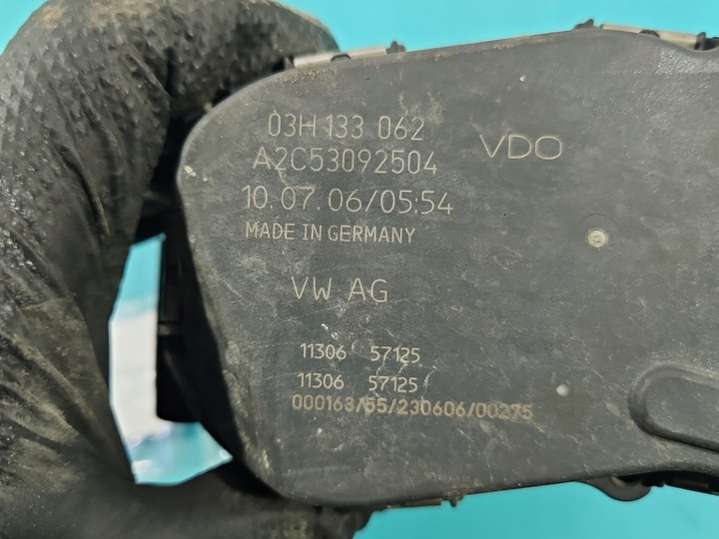 03H 133 062
VDO
A2C53092504
10.07.06/05:54
MADE IN GERMANY
VW AG
11306 57125
11306 57125
000163/55/230606/00275